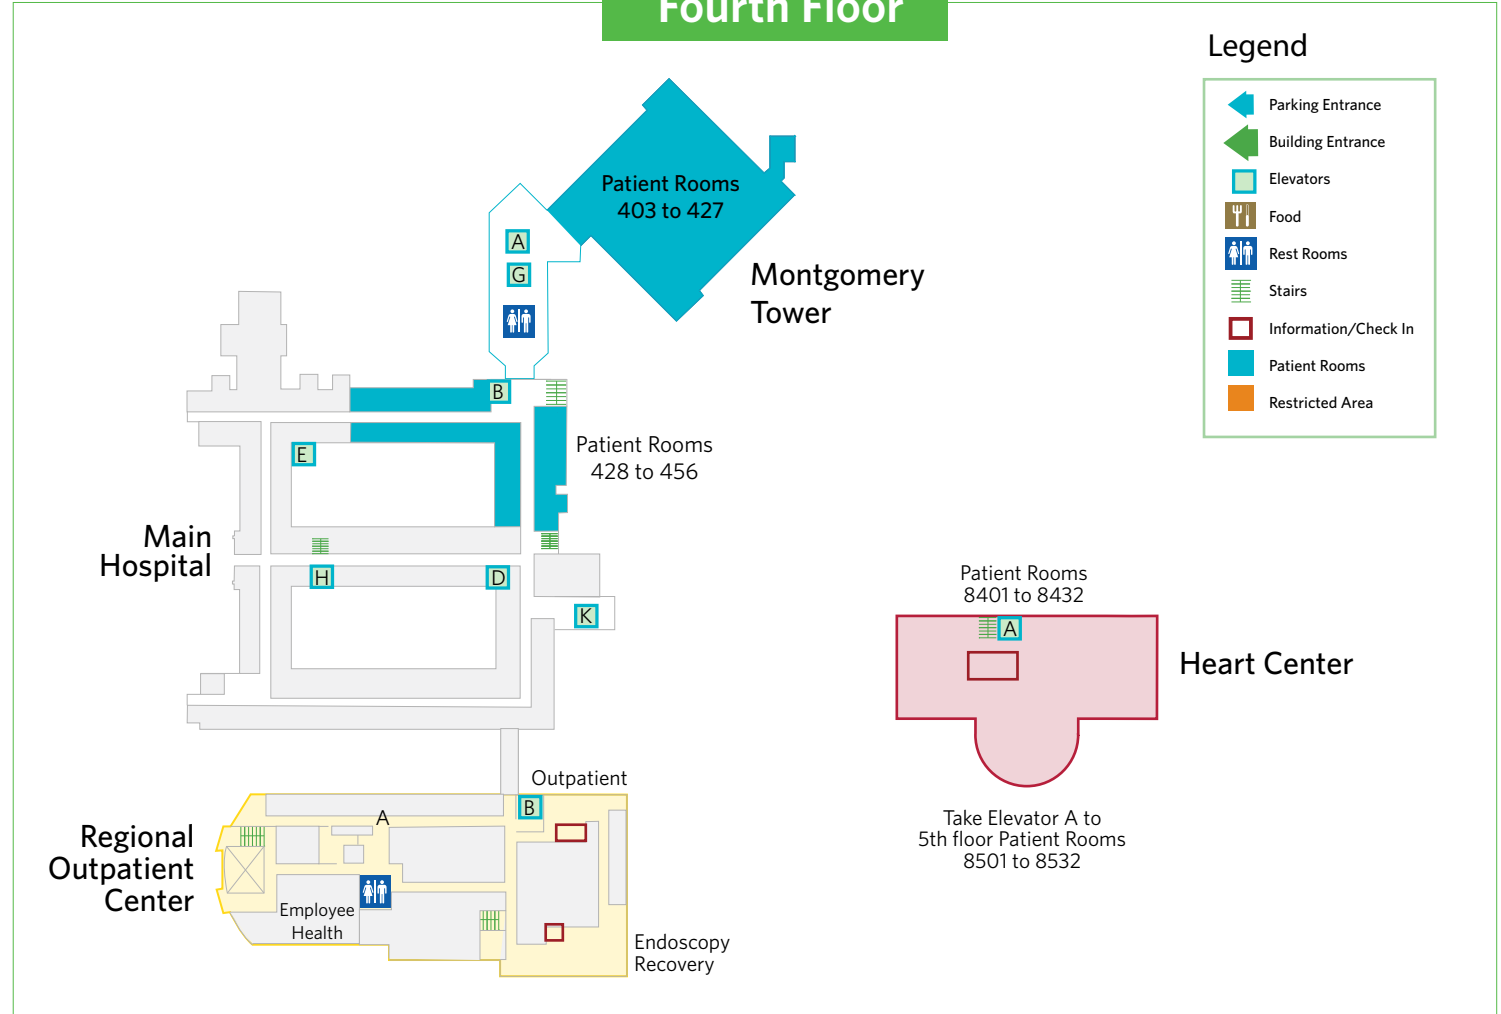 Fourth Floor
Legend
Parking Entrance
Building Entrance
Elevators
Food
Rest Rooms
Stairs
Information/Check In
Patient Rooms
Restricted Area
Patient Rooms
403 to 427
A
G
Montgomery
Tower
B
E
Patient Rooms
428 to 456
Main
Hospital
H
D
K
Patient Rooms
8401 to 8432
A
Heart Center
Take Elevator A to
5th floor Patient Rooms
8501 to 8532
Outpatient
B
A
Regional
Outpatient
Center
Employee
Health
Endoscopy
Recovery